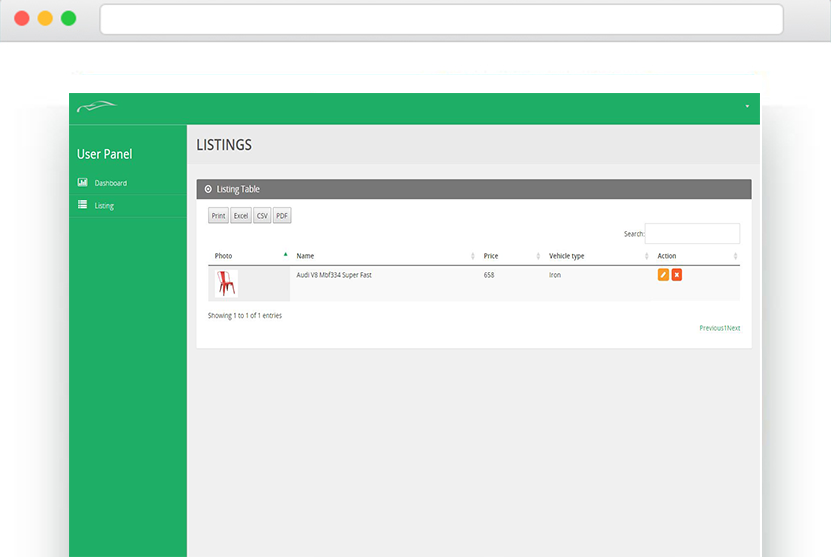 User Panel
Dashboard
Listing
LISTINGS
Listing Table
Print Excel CSV PDF
Search:
Photo Name Price Vehicle type Action
Audi V8 Mbf334 Super Fast 658 Iron
Showing 1 to 1 of 1 entries
Previous1Next